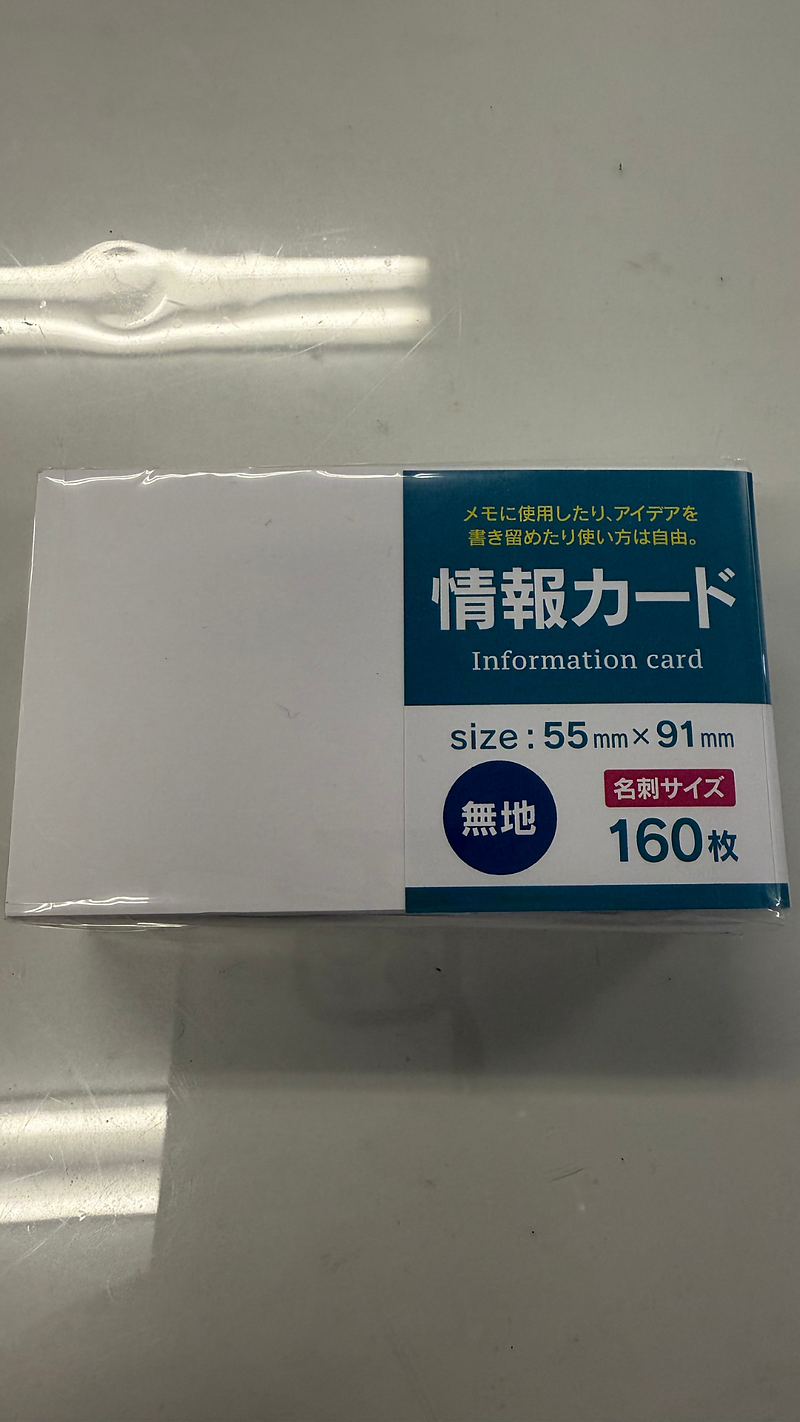 メモに使用したり、アイデアを
書き留めたり使い方は自由。
情報カード
Information card
size : 55mm×91mm
無地
名刺サイズ
160枚